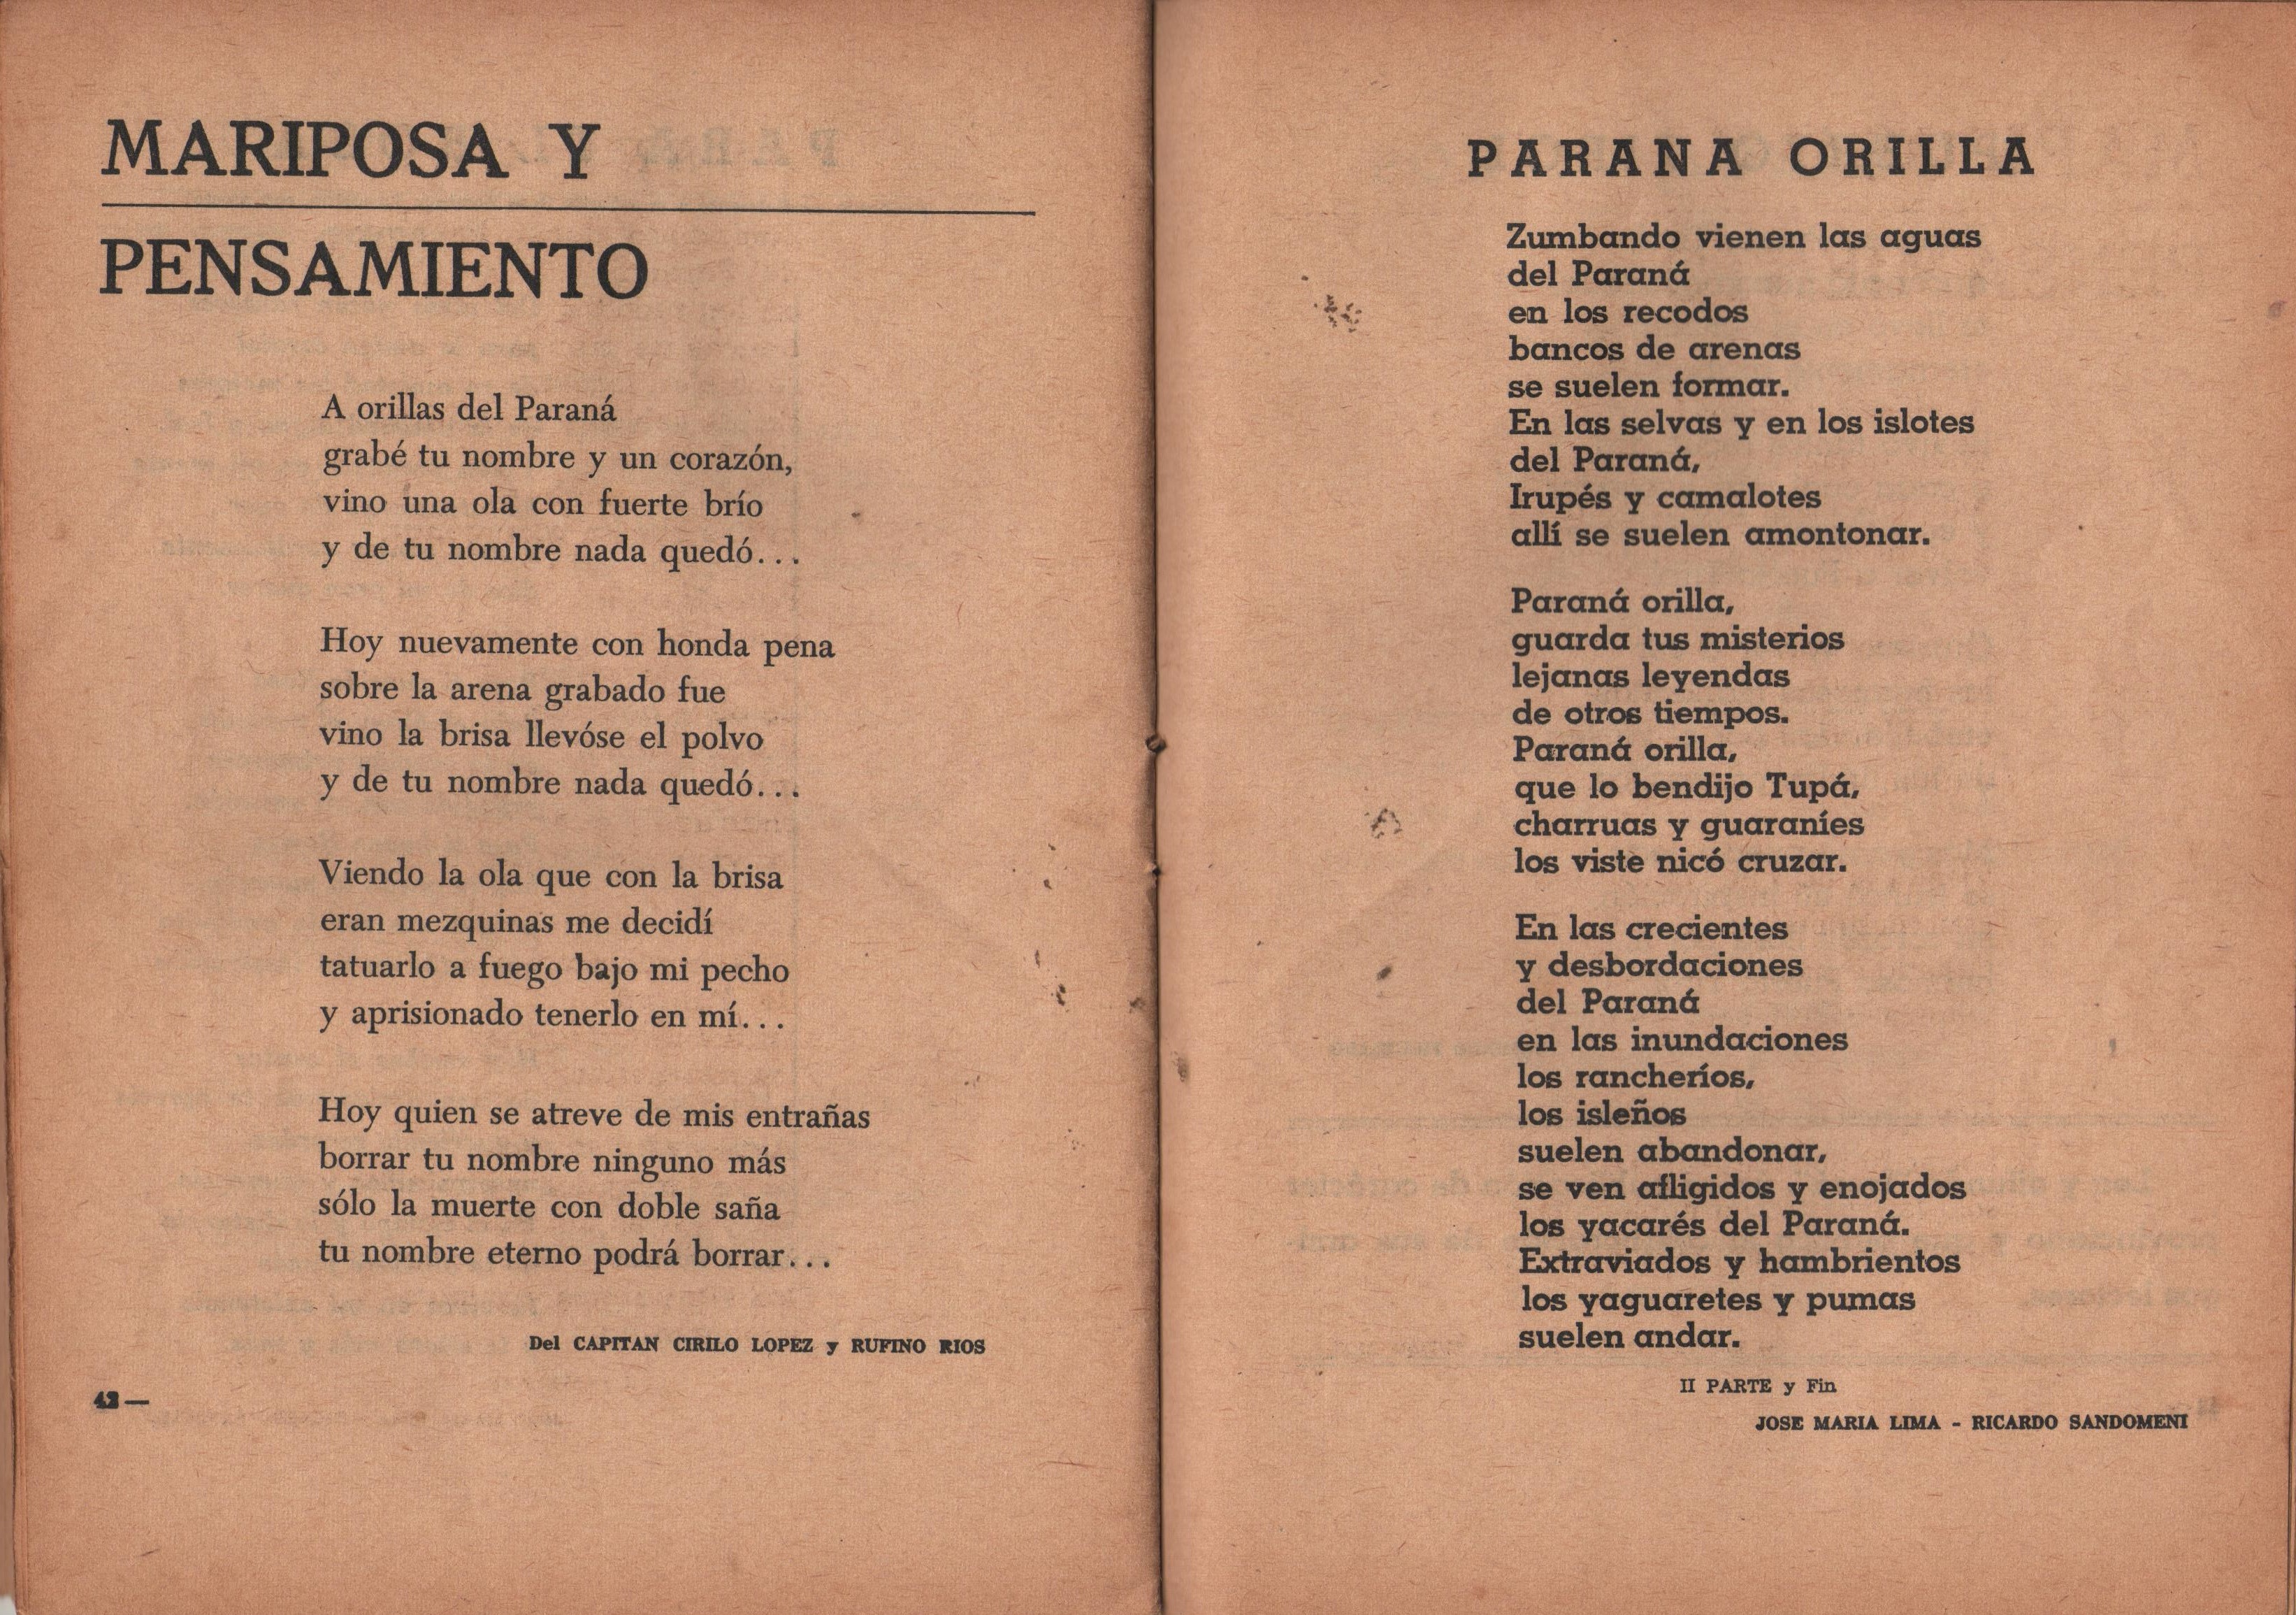 MARIPOSA Y
PENSAMIENTO
A orillas del Paraná
grabé tu nombre y un corazón,
vino una ola con fuerte brío
y de tu nombre nada quedó...
Hoy nuevamente con honda pena
sobre la arena grabado fue
vino la brisa llevóse el polvo
y de tu nombre nada quedó...
Viendo la ola que con la brisa
eran mezquinas me decidí
tatuarlo a fuego bajo mi pecho
y aprisionado tenerlo en mí...
Hoy quien se atreve de mis entrañas
borrar tu nombre ninguno más
sólo la muerte con doble saña
tu nombre eterno podrá borrar...
Del CAPITAN CIRILO LOPEZ y RUFINO RIOS
42 —
PARANA ORILLA
Zumbando vienen las aguas
del Paraná
en los recodos
bancos de arenas
se suelen formar.
En las selvas y en los islotes
del Paraná,
Irupés y camalotes
allí se suelen amontonar.
Paraná orilla,
guarda tus misterios
lejanas leyendas
de otros tiempos.
Paraná orilla,
que lo bendijo Tupá,
charruas y guaraníes
los viste nicó cruzar.
En las crecientes
y desbordaciones
del Paraná
en las inundaciones
los rancheríos,
los isleños
suelen abandonar,
se ven afligidos y enojados
los yacarés del Paraná.
Extraviados y hambrientos
los yaguaretes y pumas
suelen andar.
II PARTE y Fin
JOSE MARIA LIMA - RICARDO SANDOMENI